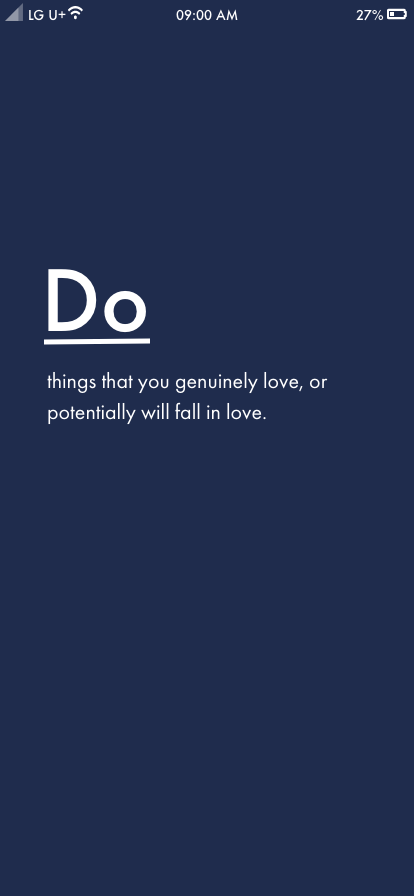 LG U+ 09:00 AM 27%
Do
things that you genuinely love, or
potentially will fall in love.